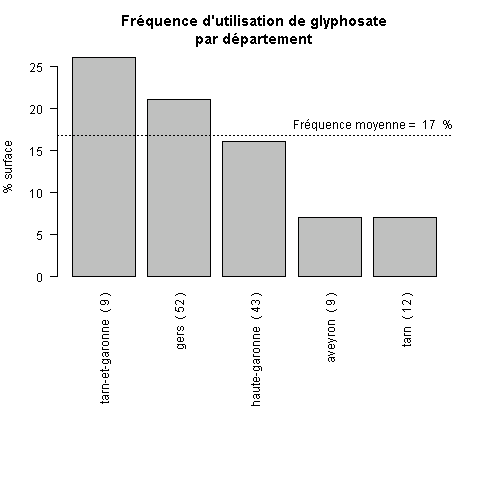 Fréquence d'utilisation de glyphosate
par département
% surface
25
20
15
10
5
0
Fréquence moyenne = 17 %
tarn-et-garonne ( 9 )
gers ( 52 )
haute-garonne ( 43 )
aveyron ( 9 )
tarn ( 12 )